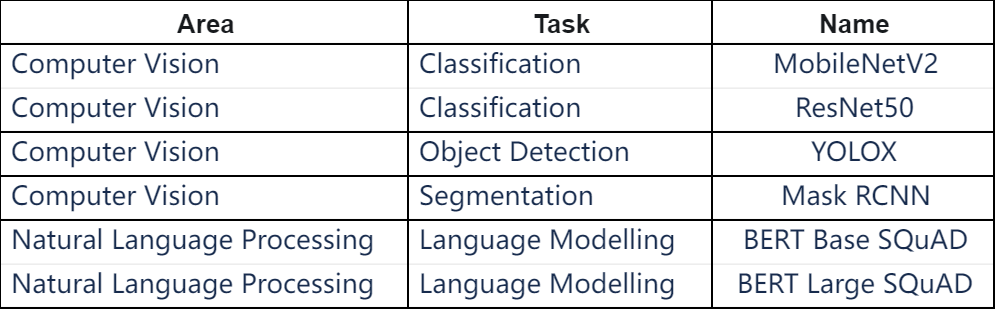 Area Task Name
Computer Vision Classification MobileNetV2
Computer Vision Classification ResNet50
Computer Vision Object Detection YOLOX
Computer Vision Segmentation Mask RCNN
Natural Language Processing Language Modelling BERT Base SQuAD
Natural Language Processing Language Modelling BERT Large SQuAD